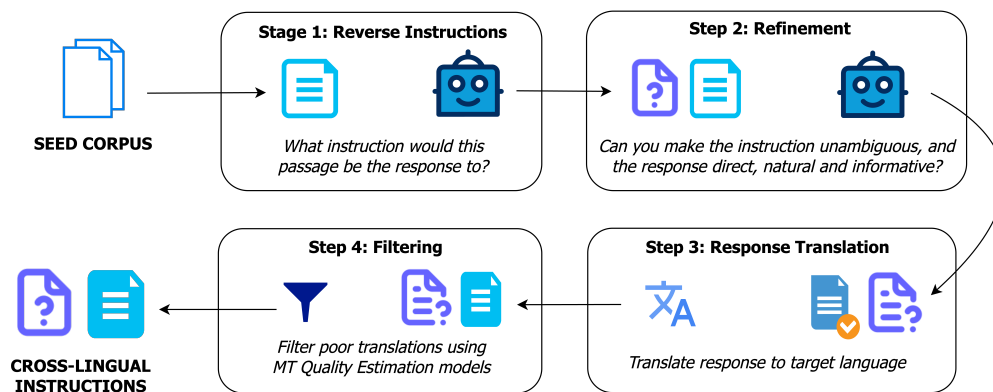 SEED CORPUS
Stage 1: Reverse Instructions
What instruction would this
passage be the response to?
Step 2: Refinement
Can you make the instruction unambiguous, and
the response direct, natural and informative?
Step 3: Response Translation
Translate response to target language
Step 4: Filtering
Filter poor translations using
MT Quality Estimation models
CROSS-LINGUAL
INSTRUCTIONS